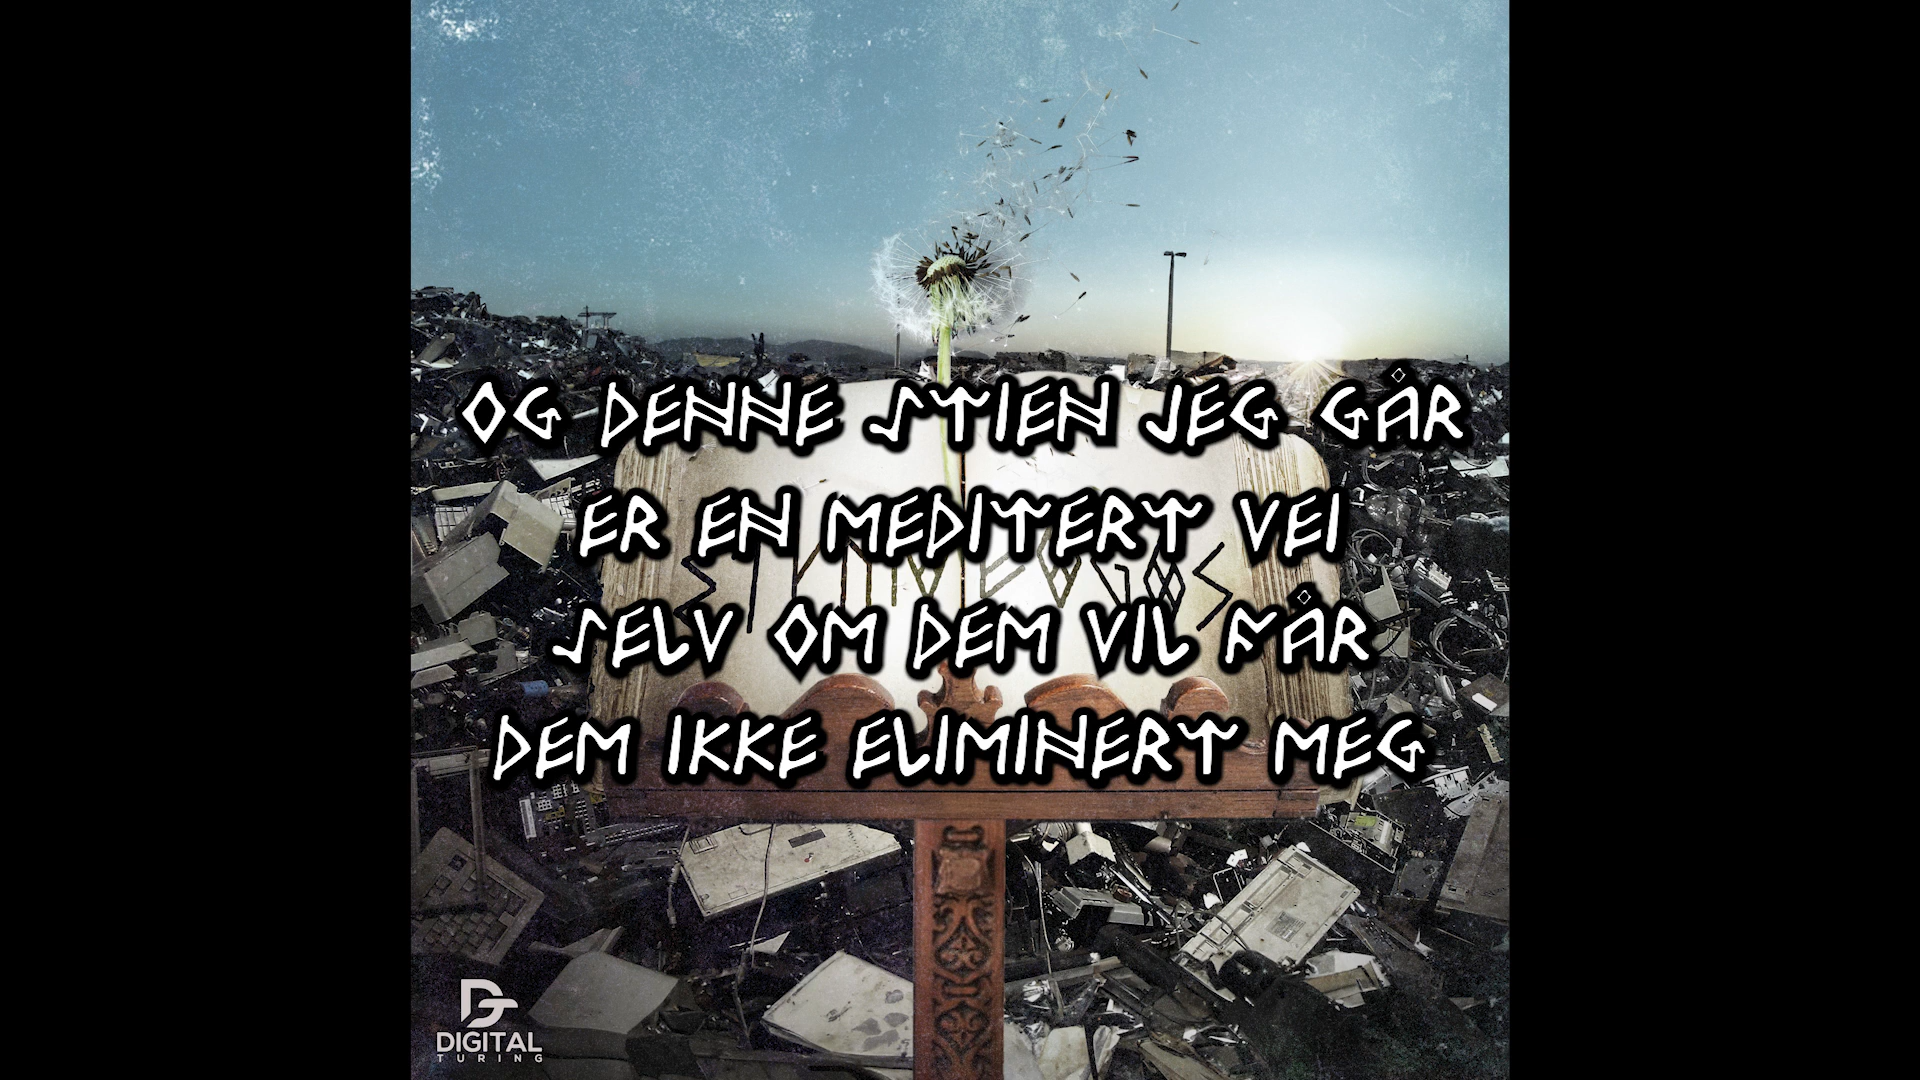 OG DENNE STIEN JEG GÅR
ER EN MEDITERT VEI
SELV OM DEM VIL FÅR
DEM IKKE ELIMINERT MEG
DIGITAL
TURING